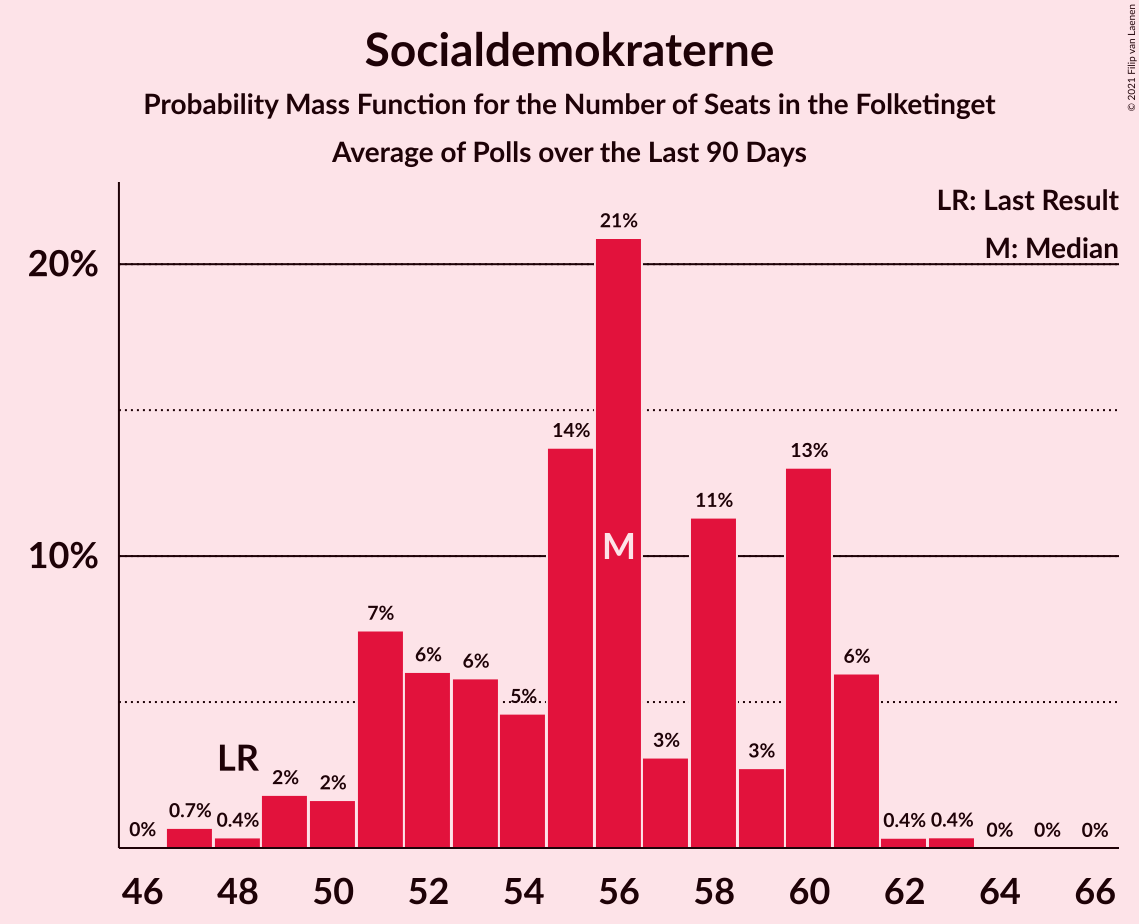 Socialdemokraterne
Probability Mass Function for the Number of Seats in the Folketinget
Average of Polls over the Last 90 Days
© 2021 Filip van Laenen
LR: Last Result
M: Median
20%
10%
0%
0.7%
0.4%
LR
2%
2%
7%
6%
6%
5%
14%
21%
M
3%
11%
3%
13%
6%
0.4%
0.4%
0%
0%
0%
46 48 50 52 54 56 58 60 62 64 66